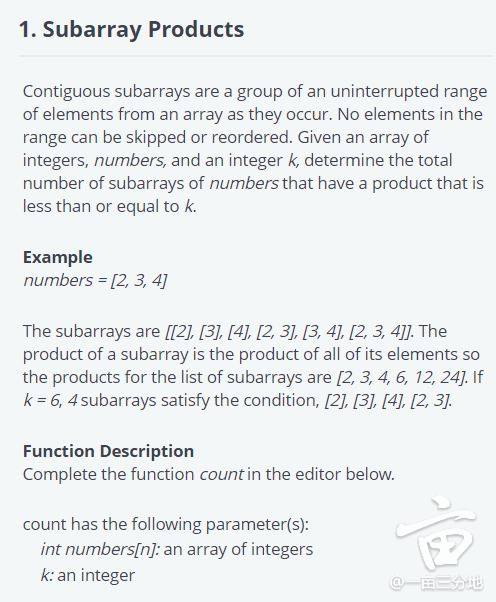 1. Subarray Products
Contiguous subarrays are a group of an uninterrupted range
of elements from an array as they occur. No elements in the
range can be skipped or reordered. Given an array of
integers, numbers, and an integer k, determine the total
number of subarrays of numbers that have a product that is
less than or equal to k.
Example
numbers = [2, 3, 4]
The subarrays are [[2], [3], [4], [2, 3], [3, 4], [2, 3, 4]]. The
product of a subarray is the product of all of its elements so
the products for the list of subarrays are [2, 3, 4, 6, 12, 24]. If
k = 6, 4 subarrays satisfy the condition, [2], [3], [4], [2, 3].
Function Description
Complete the function count in the editor below.
count has the following parameter(s):
int numbers[n]: an array of integers
k: an integer
亩
@一亩三分地